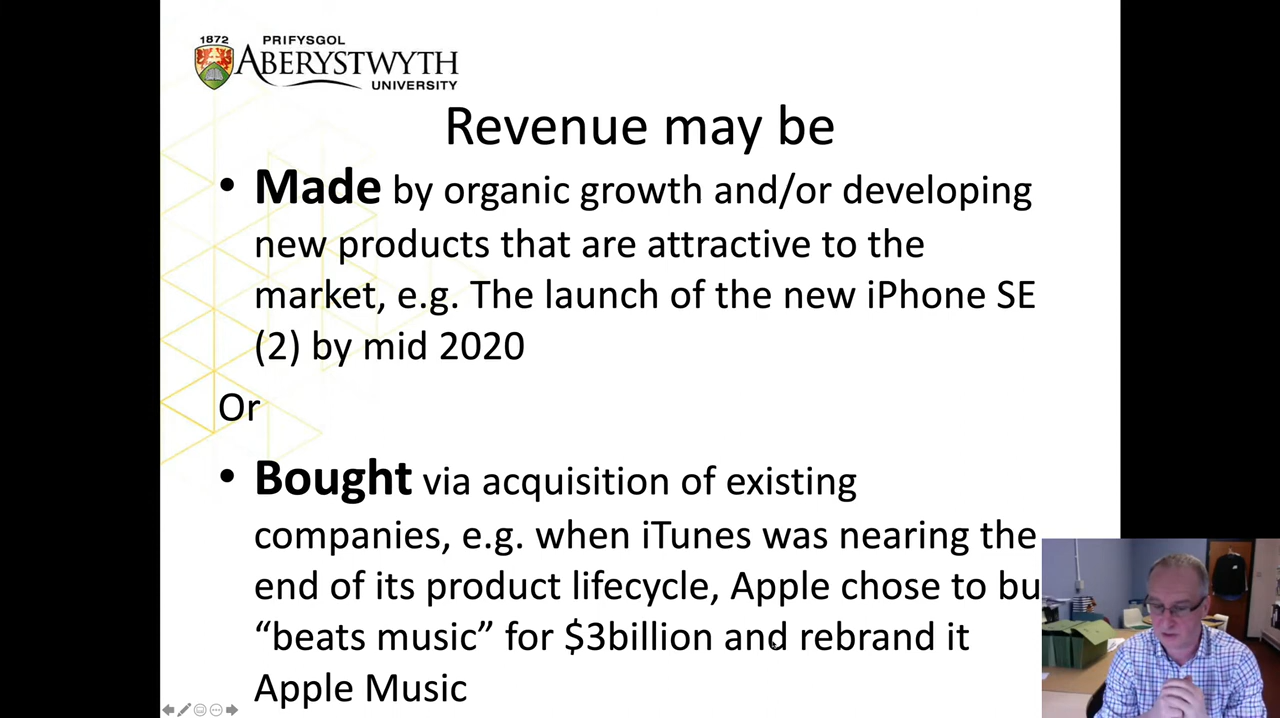 1872 PRIFYSGOL
ABERYSTWYTH
UNIVERSITY
Revenue may be
• Made by organic growth and/or developing
new products that are attractive to the
market, e.g. The launch of the new iPhone SE
(2) by mid 2020
Or
• Bought via acquisition of existing
companies, e.g. when iTunes was nearing the
end of its product lifecycle, Apple chose to bu
“beats music” for $3billion and rebrand it
Apple Music